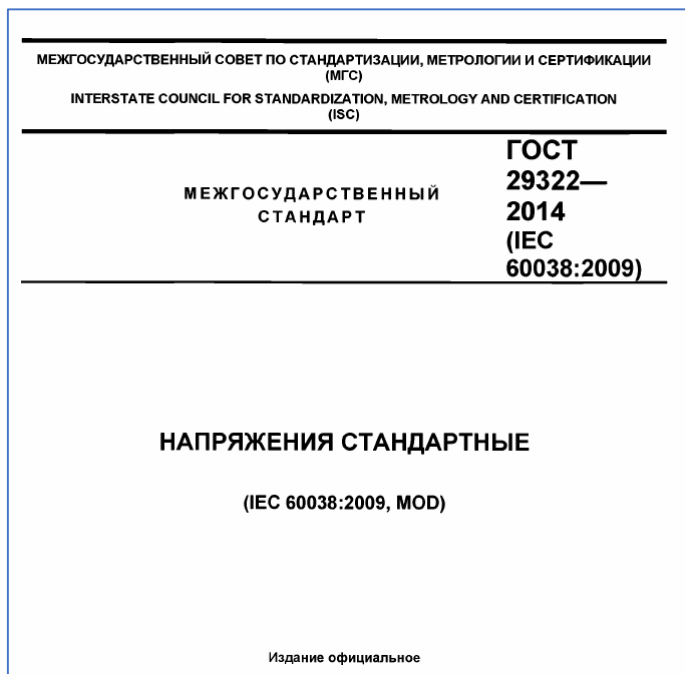 МЕЖГОСУДАРСТВЕННЫЙ СОВЕТ ПО СТАНДАРТИЗАЦИИ, МЕТРОЛОГИИ И СЕРТИФИКАЦИИ
(МГС)
INTERSTATE COUNCIL FOR STANDARDIZATION, METROLOGY AND CERTIFICATION
(ISC)
МЕЖГОСУДАРСТВЕННЫЙ
СТАНДАРТ
ГОСТ
29322—
2014
(IEC
60038:2009)
НАПРЯЖЕНИЯ СТАНДАРТНЫЕ
(IEC 60038:2009, MOD)
Издание официальное